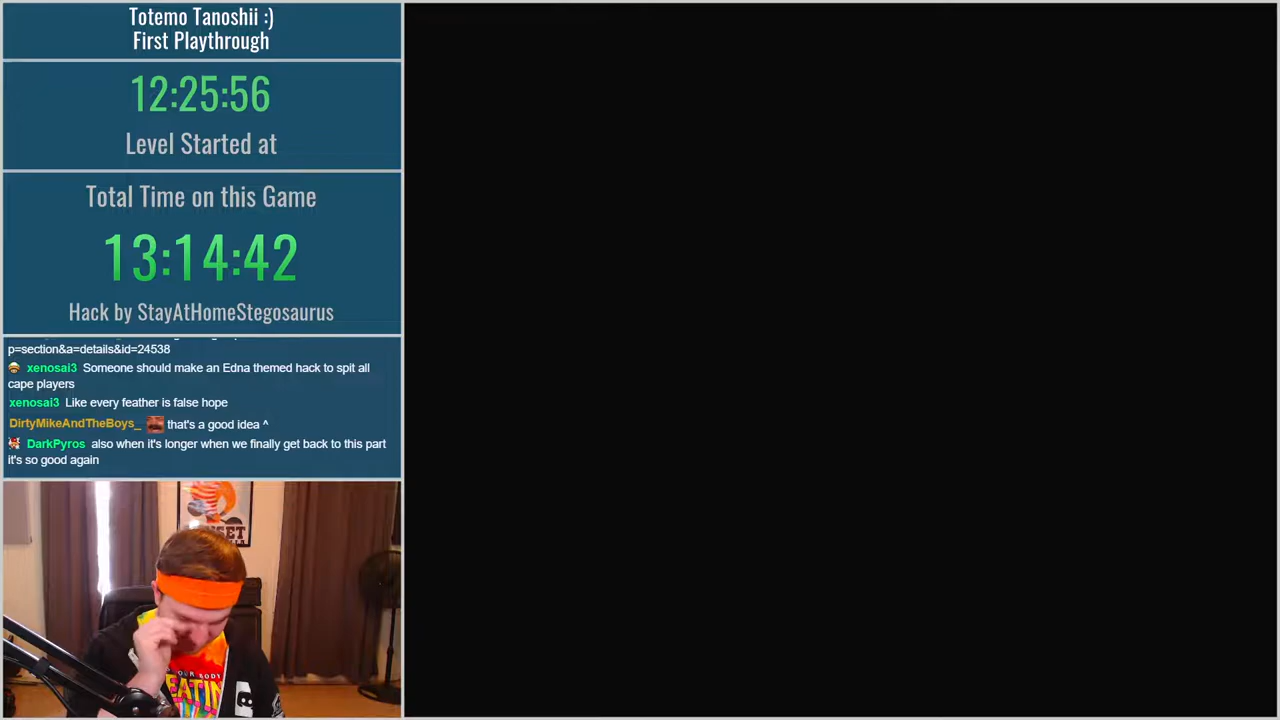 Totemo Tanoshii :)
First Playthrough
12:25:56
Level Started at
Total Time on this Game
13:14:42
Hack by StayAtHomeStegosaurus
p=section&a=details&id=24538
xenosai3 Someone should make an Edna themed hack to spit all
cape players
xenosai3 Like every feather is false hope
DirtyMikeAndTheBoys_ that's a good idea ^
DarkPyros also when it's longer when we finally get back to this part
it's so good again